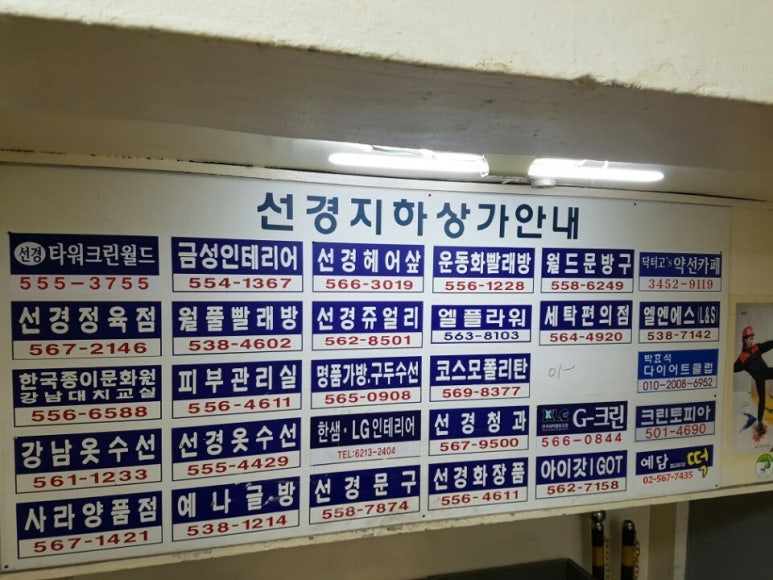 선경지하상가안내
선경 타워크린월드
555-3755
금성인테리어
554-1367
선경헤어샾
566-3019
운동화빨래방
556-1228
월드문방구
558-6249
닥터고's 약선카페
3452-9119
선경정육점
567-2146
월풀빨래방
538-4602
선경쥬얼리
562-8501
엘플라워
563-8103
세탁편의점
564-4920
엘엔에스(L&S)
538-7142
한국종이문화원
강남대치교실
556-6588
피부관리실
556-4611
명품가방,구두수선
565-0908
코스모폴리탄
569-8377
박효석
다이어트클럽
010-2008-6952
강남옷수선
561-1233
선경옷수선
555-4429
한샘·LG인테리어
TEL:6213-2404
선경청과
567-9500
KLC G-크린
566-0844
크린토피아
501-4690
사라양품점
567-1421
예나글방
538-1214
선경문구
558-7874
선경화장품
556-4611
아이갓IGOT
562-7158
예담 떡
02-567-7435